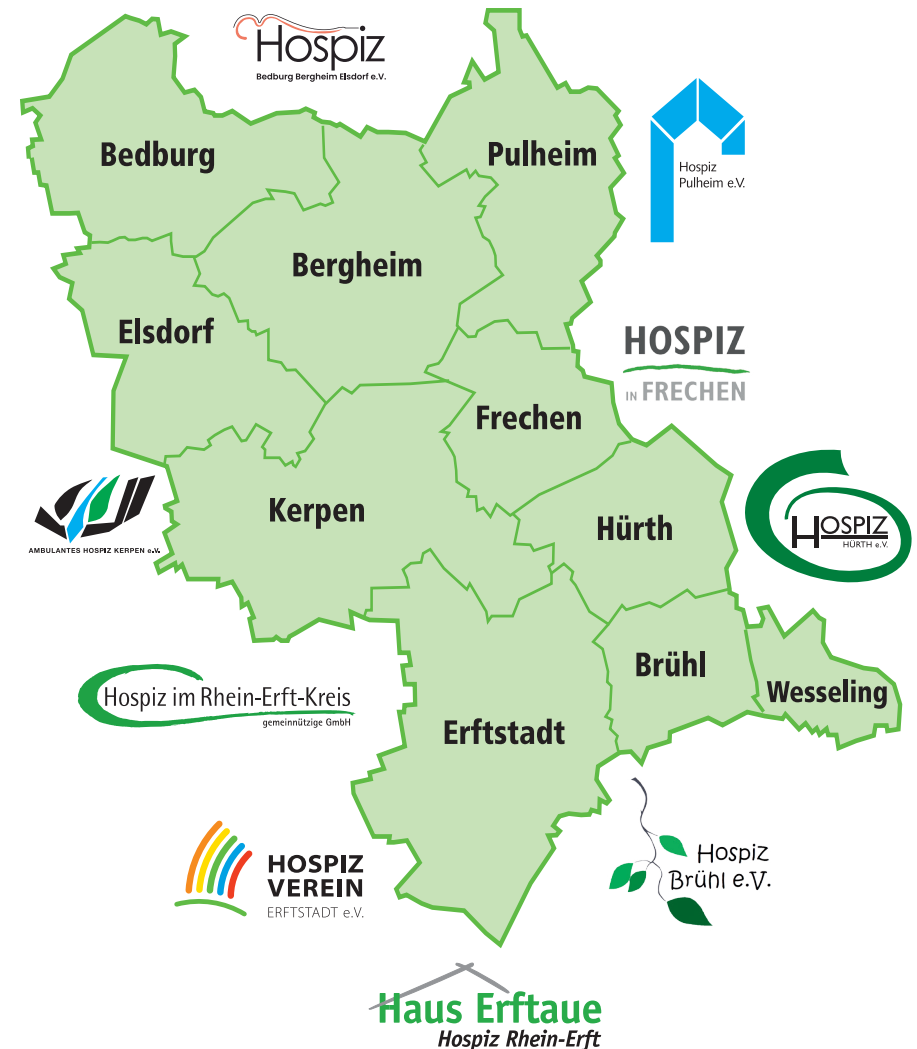 Hospiz
Bedburg Bergheim Elsdorf e.V.
Bedburg
Pulheim
Hospiz
Pulheim e.V.
Bergheim
Elsdorf
HOSPIZ
IN FRECHEN
Frechen
Kerpen
Hürth
HOSPIZ
HÜRTH e.V.
AMBULANTES HOSPIZ KERPEN e.V.
Brühl
Wesseling
Hospiz im Rhein-Erft-Kreis
gemeinnützige GmbH
Erftstadt
HOSPIZ
VEREIN
ERFTSTADT e.V.
Hospiz
Brühl e.V.
Haus Erftaue
Hospiz Rhein-Erft